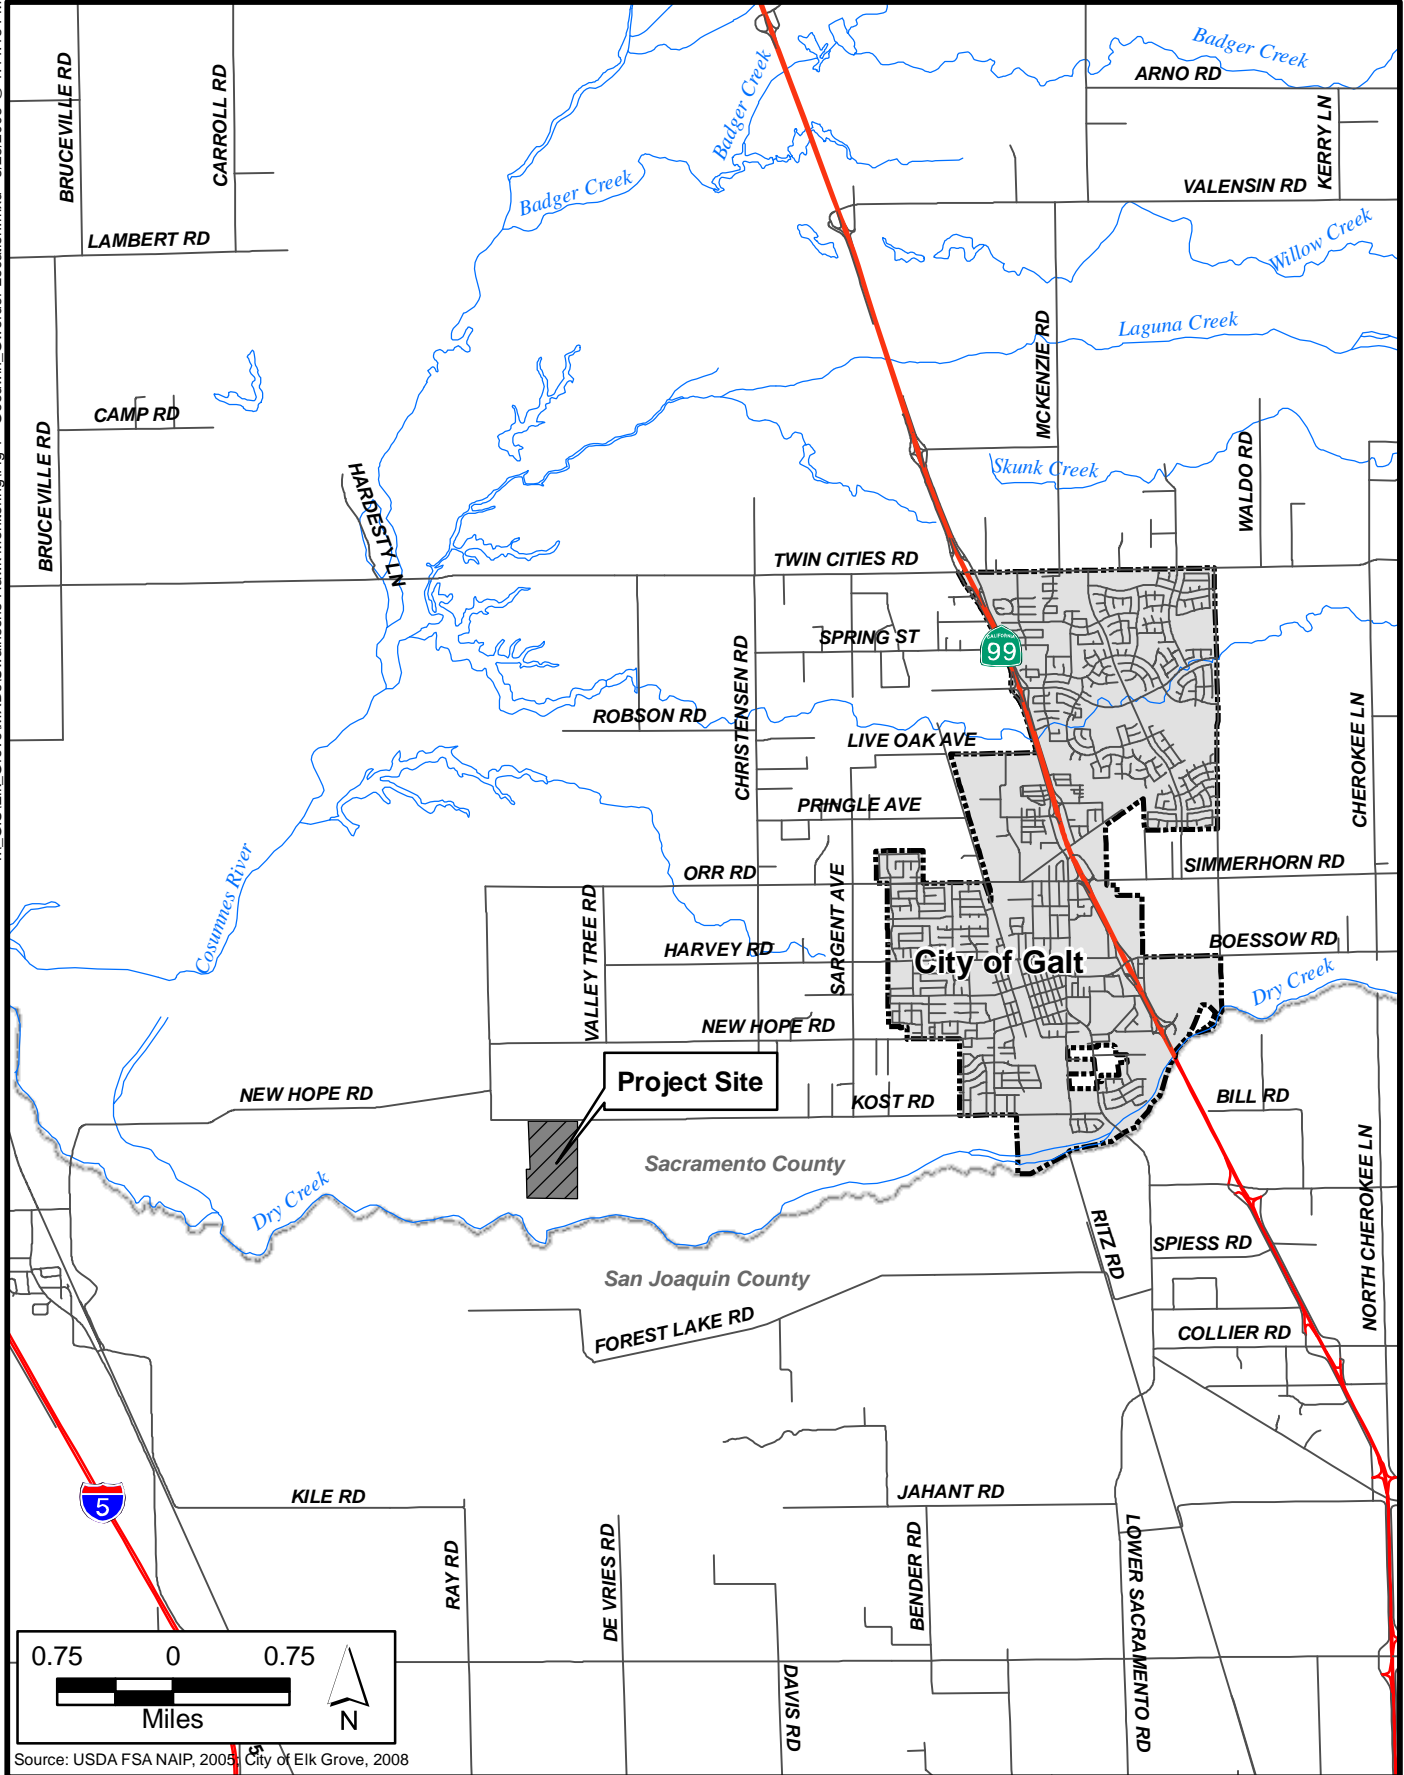 Badger Creek
ARNO RD
BRUCEVILLE RD
CARROLL RD
Badger Creek
KERRY LN
Badger Creek
VALENSIN RD
LAMBERT RD
Willow Creek
Laguna Creek
MCKENZIE RD
CAMP RD
BRUCEVILLE RD
HARDESTY LN
Skunk Creek
WALDO RD
TWIN CITIES RD
SPRING ST
CALIFORNIA
99
CHRISTENSEN RD
ROBSON RD
LIVE OAK AVE
CHEROKEE LN
PRINGLE AVE
ORR RD
SIMMERHORN RD
Cosumnes River
VALLEY TREE RD
SARGENT AVE
HARVEY RD
City of Galt
BOESSOW RD
Dry Creek
NEW HOPE RD
Project Site
NEW HOPE RD
KOST RD
BILL RD
Sacramento County
Dry Creek
NORTH CHEROKEE LN
RITZ RD
SPIESS RD
San Joaquin County
FOREST LAKE RD
COLLIER RD
5
KILE RD
JAHANT RD
RAY RD
DE VRIES RD
BENDER RD
LOWER SACRAMENTO RD
DAVIS RD
0.75 0 0.75
Miles
N
5
Source: USDA FSA NAIP, 2005; City of Elk Grove, 2008